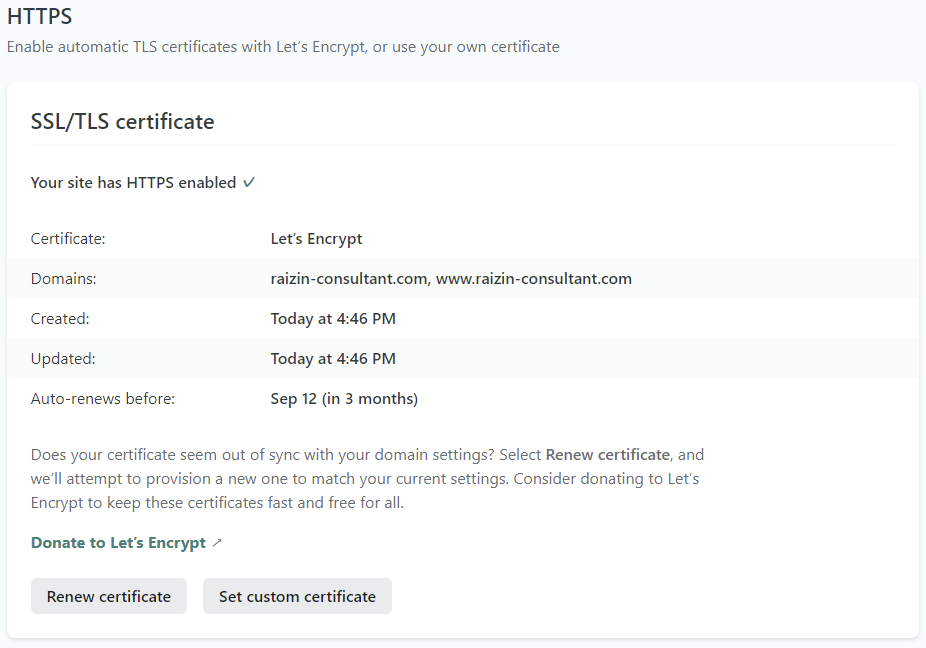 HTTPS
Enable automatic TLS certificates with Let's Encrypt, or use your own certificate
SSL/TLS certificate
Your site has HTTPS enabled ✓
Certificate: Let's Encrypt
Domains: raizin-consultant.com, www.raizin-consultant.com
Created: Today at 4:46 PM
Updated: Today at 4:46 PM
Auto-renews before: Sep 12 (in 3 months)
Does your certificate seem out of sync with your domain settings? Select Renew certificate, and
we'll attempt to provision a new one to match your current settings. Consider donating to Let's
Encrypt to keep these certificates fast and free for all.
Donate to Let's Encrypt ↗
Renew certificate Set custom certificate